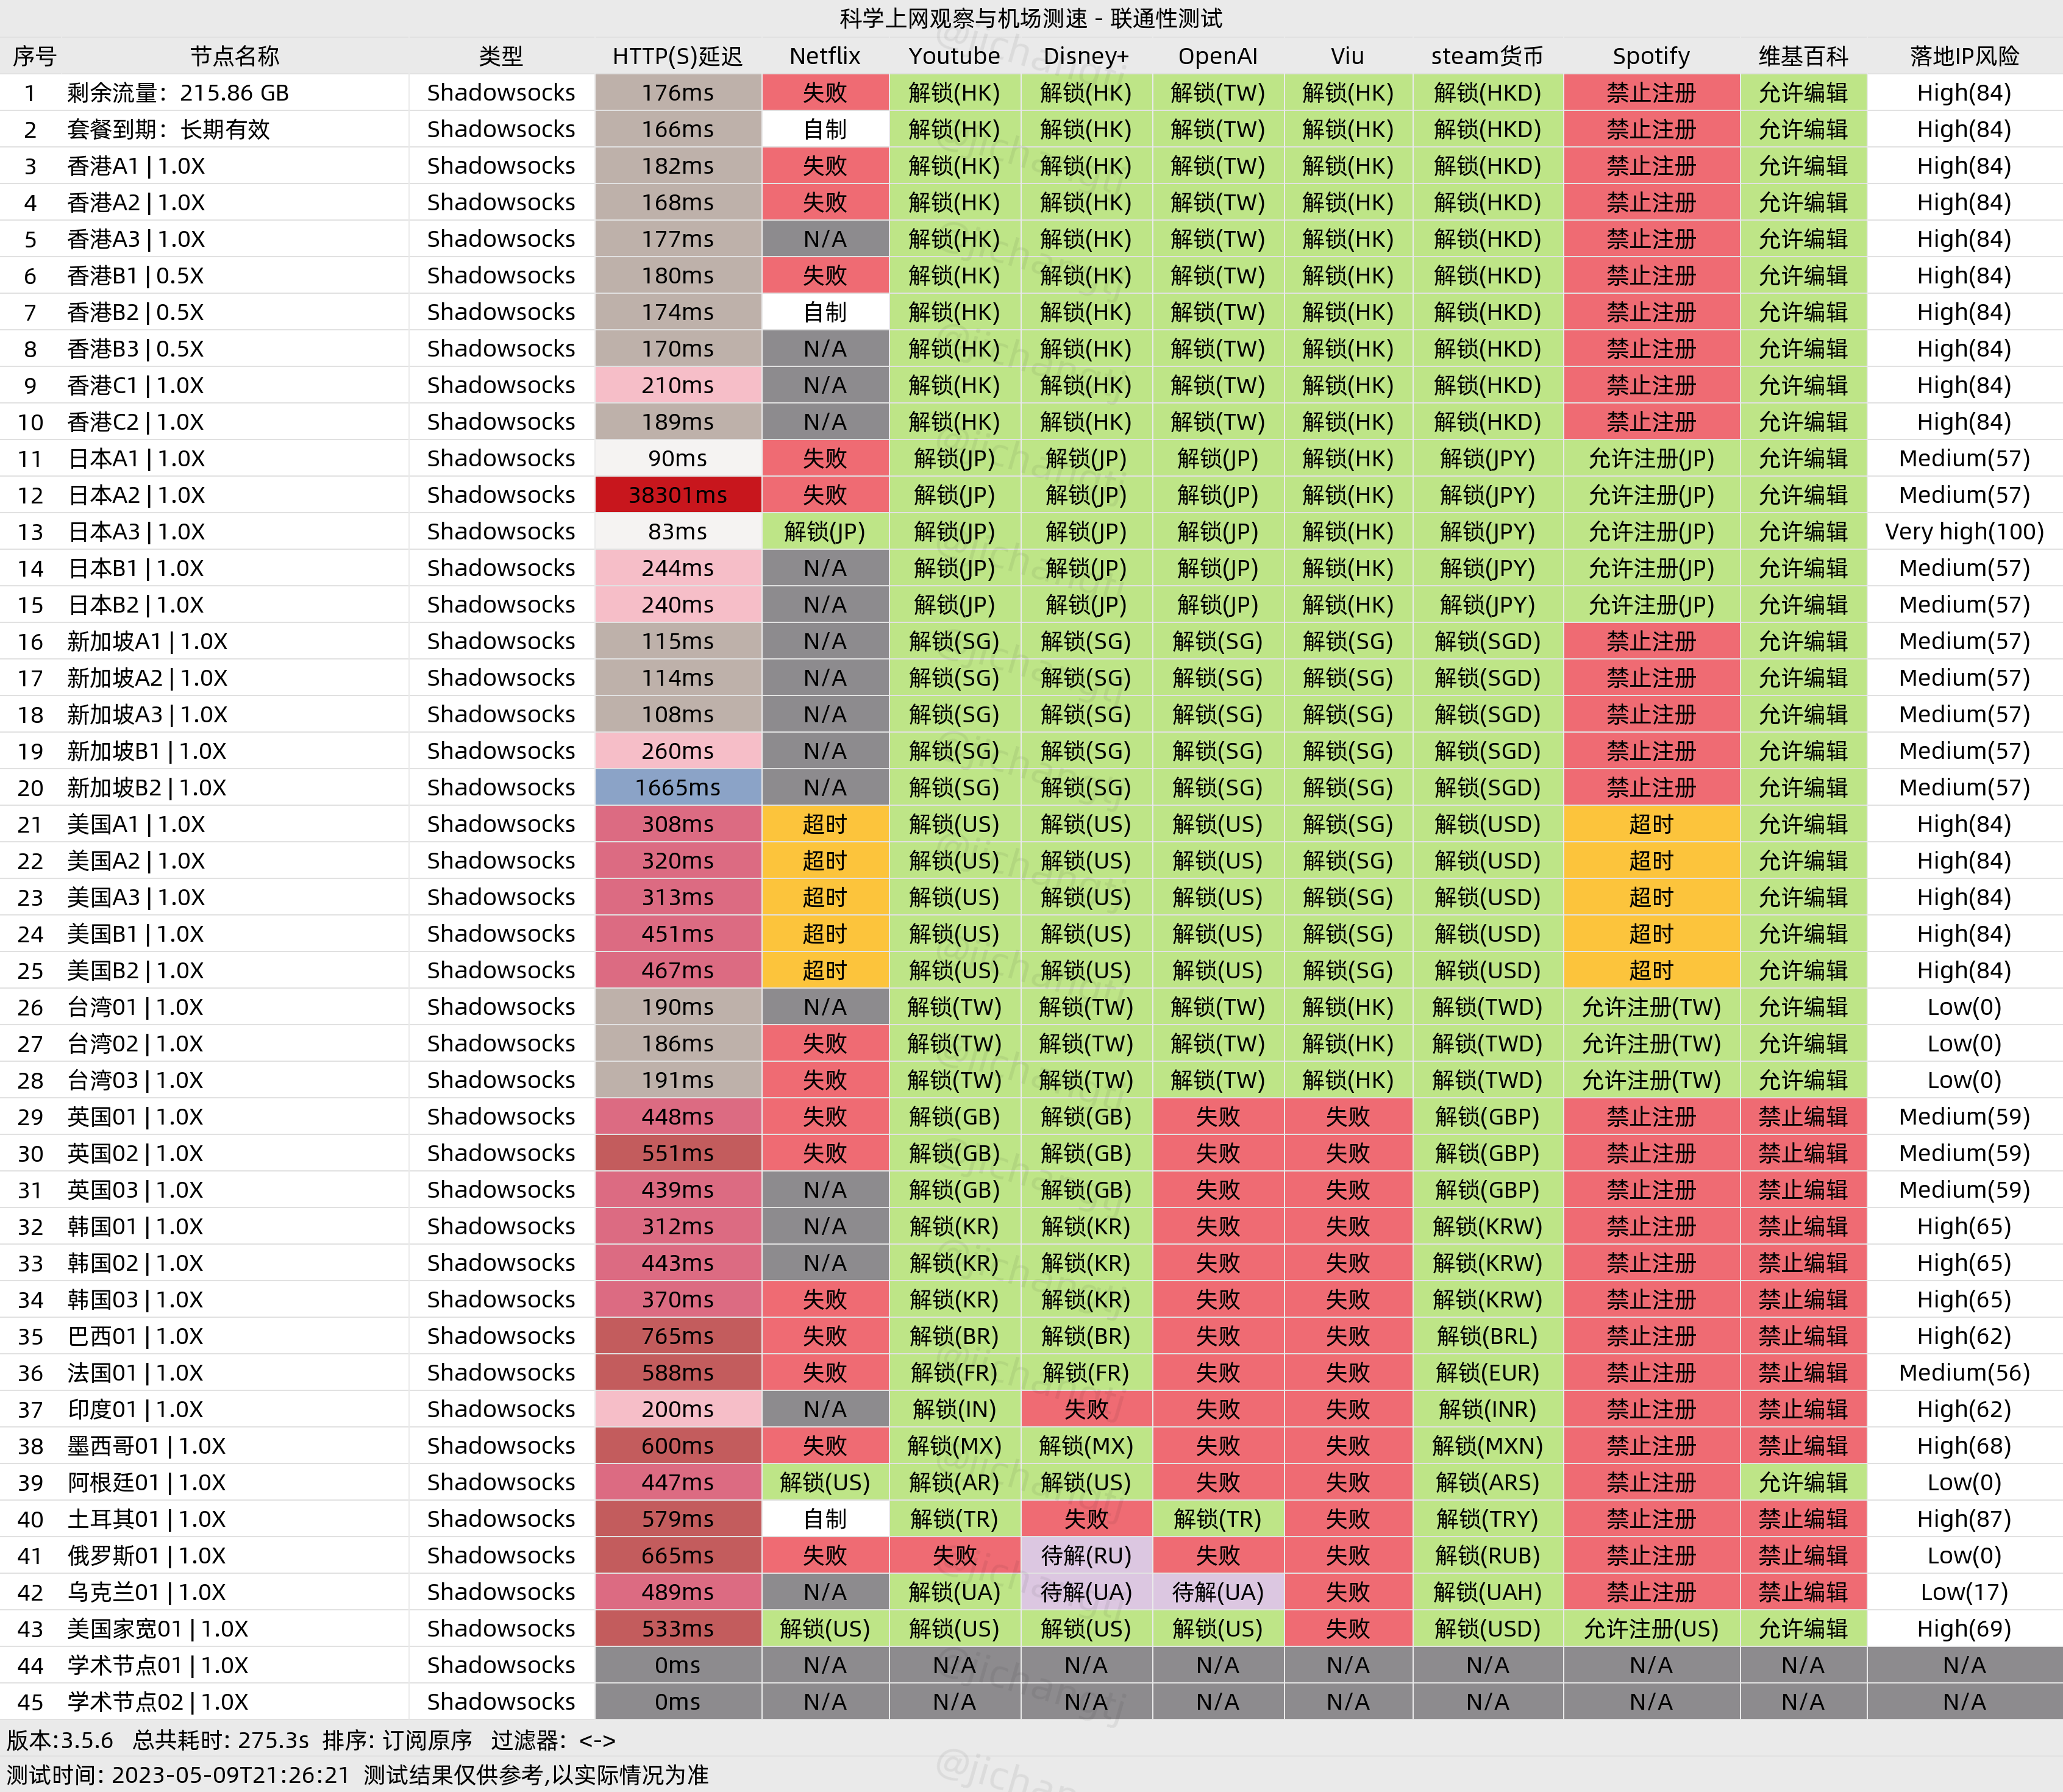 科学上网观察与机场测速 - 联通性测试
序号 节点名称 类型 HTTP(S)延迟 Netflix Youtube Disney+ OpenAI Viu steam货币 Spotify 维基百科 落地IP风险
1 剩余流量：215.86 GB Shadowsocks 176ms 失败 解锁(HK) 解锁(HK) 解锁(TW) 解锁(HK) 解锁(HKD) 禁止注册 允许编辑 High(84)
2 套餐到期：长期有效 Shadowsocks 166ms 自制 解锁(HK) 解锁(HK) 解锁(TW) 解锁(HK) 解锁(HKD) 禁止注册 允许编辑 High(84)
3 香港A1 | 1.0X Shadowsocks 182ms 失败 解锁(HK) 解锁(HK) 解锁(TW) 解锁(HK) 解锁(HKD) 禁止注册 允许编辑 High(84)
4 香港A2 | 1.0X Shadowsocks 168ms 失败 解锁(HK) 解锁(HK) 解锁(TW) 解锁(HK) 解锁(HKD) 禁止注册 允许编辑 High(84)
5 香港A3 | 1.0X Shadowsocks 177ms N/A 解锁(HK) 解锁(HK) 解锁(TW) 解锁(HK) 解锁(HKD) 禁止注册 允许编辑 High(84)
6 香港B1 | 0.5X Shadowsocks 180ms 失败 解锁(HK) 解锁(HK) 解锁(TW) 解锁(HK) 解锁(HKD) 禁止注册 允许编辑 High(84)
7 香港B2 | 0.5X Shadowsocks 174ms 自制 解锁(HK) 解锁(HK) 解锁(TW) 解锁(HK) 解锁(HKD) 禁止注册 允许编辑 High(84)
8 香港B3 | 0.5X Shadowsocks 170ms N/A 解锁(HK) 解锁(HK) 解锁(TW) 解锁(HK) 解锁(HKD) 禁止注册 允许编辑 High(84)
9 香港C1 | 1.0X Shadowsocks 210ms N/A 解锁(HK) 解锁(HK) 解锁(TW) 解锁(HK) 解锁(HKD) 禁止注册 允许编辑 High(84)
10 香港C2 | 1.0X Shadowsocks 189ms N/A 解锁(HK) 解锁(HK) 解锁(TW) 解锁(HK) 解锁(HKD) 禁止注册 允许编辑 High(84)
11 日本A1 | 1.0X Shadowsocks 90ms 失败 解锁(JP) 解锁(JP) 解锁(JP) 解锁(HK) 解锁(JPY) 允许注册(JP) 允许编辑 Medium(57)
12 日本A2 | 1.0X Shadowsocks 38301ms 失败 解锁(JP) 解锁(JP) 解锁(JP) 解锁(HK) 解锁(JPY) 允许注册(JP) 允许编辑 Medium(57)
13 日本A3 | 1.0X Shadowsocks 83ms 解锁(JP) 解锁(JP) 解锁(JP) 解锁(JP) 解锁(HK) 解锁(JPY) 允许注册(JP) 允许编辑 Very high(100)
14 日本B1 | 1.0X Shadowsocks 244ms N/A 解锁(JP) 解锁(JP) 解锁(JP) 解锁(HK) 解锁(JPY) 允许注册(JP) 允许编辑 Medium(57)
15 日本B2 | 1.0X Shadowsocks 240ms N/A 解锁(JP) 解锁(JP) 解锁(JP) 解锁(HK) 解锁(JPY) 允许注册(JP) 允许编辑 Medium(57)
16 新加坡A1 | 1.0X Shadowsocks 115ms N/A 解锁(SG) 解锁(SG) 解锁(SG) 解锁(SG) 解锁(SGD) 禁止注册 允许编辑 Medium(57)
17 新加坡A2 | 1.0X Shadowsocks 114ms N/A 解锁(SG) 解锁(SG) 解锁(SG) 解锁(SG) 解锁(SGD) 禁止注册 允许编辑 Medium(57)
18 新加坡A3 | 1.0X Shadowsocks 108ms N/A 解锁(SG) 解锁(SG) 解锁(SG) 解锁(SG) 解锁(SGD) 禁止注册 允许编辑 Medium(57)
19 新加坡B1 | 1.0X Shadowsocks 260ms N/A 解锁(SG) 解锁(SG) 解锁(SG) 解锁(SG) 解锁(SGD) 禁止注册 允许编辑 Medium(57)
20 新加坡B2 | 1.0X Shadowsocks 1665ms N/A 解锁(SG) 解锁(SG) 解锁(SG) 解锁(SG) 解锁(SGD) 禁止注册 允许编辑 Medium(57)
21 美国A1 | 1.0X Shadowsocks 308ms 超时 解锁(US) 解锁(US) 解锁(US) 解锁(SG) 解锁(USD) 超时 允许编辑 High(84)
22 美国A2 | 1.0X Shadowsocks 320ms 超时 解锁(US) 解锁(US) 解锁(US) 解锁(SG) 解锁(USD) 超时 允许编辑 High(84)
23 美国A3 | 1.0X Shadowsocks 313ms 超时 解锁(US) 解锁(US) 解锁(US) 解锁(SG) 解锁(USD) 超时 允许编辑 High(84)
24 美国B1 | 1.0X Shadowsocks 451ms 超时 解锁(US) 解锁(US) 解锁(US) 解锁(SG) 解锁(USD) 超时 允许编辑 High(84)
25 美国B2 | 1.0X Shadowsocks 467ms 超时 解锁(US) 解锁(US) 解锁(US) 解锁(SG) 解锁(USD) 超时 允许编辑 High(84)
26 台湾01 | 1.0X Shadowsocks 190ms N/A 解锁(TW) 解锁(TW) 解锁(TW) 解锁(HK) 解锁(TWD) 允许注册(TW) 允许编辑 Low(0)
27 台湾02 | 1.0X Shadowsocks 186ms 失败 解锁(TW) 解锁(TW) 解锁(TW) 解锁(HK) 解锁(TWD) 允许注册(TW) 允许编辑 Low(0)
28 台湾03 | 1.0X Shadowsocks 191ms 失败 解锁(TW) 解锁(TW) 解锁(TW) 解锁(HK) 解锁(TWD) 允许注册(TW) 允许编辑 Low(0)
29 英国01 | 1.0X Shadowsocks 448ms 失败 解锁(GB) 解锁(GB) 失败 失败 解锁(GBP) 禁止注册 禁止编辑 Medium(59)
30 英国02 | 1.0X Shadowsocks 551ms 失败 解锁(GB) 解锁(GB) 失败 失败 解锁(GBP) 禁止注册 禁止编辑 Medium(59)
31 英国03 | 1.0X Shadowsocks 439ms N/A 解锁(GB) 解锁(GB) 失败 失败 解锁(GBP) 禁止注册 禁止编辑 Medium(59)
32 韩国01 | 1.0X Shadowsocks 312ms N/A 解锁(KR) 解锁(KR) 失败 失败 解锁(KRW) 禁止注册 禁止编辑 High(65)
33 韩国02 | 1.0X Shadowsocks 443ms N/A 解锁(KR) 解锁(KR) 失败 失败 解锁(KRW) 禁止注册 禁止编辑 High(65)
34 韩国03 | 1.0X Shadowsocks 370ms 失败 解锁(KR) 解锁(KR) 失败 失败 解锁(KRW) 禁止注册 禁止编辑 High(65)
35 巴西01 | 1.0X Shadowsocks 765ms 失败 解锁(BR) 解锁(BR) 失败 失败 解锁(BRL) 禁止注册 禁止编辑 High(62)
36 法国01 | 1.0X Shadowsocks 588ms 失败 解锁(FR) 解锁(FR) 失败 失败 解锁(EUR) 禁止注册 禁止编辑 Medium(56)
37 印度01 | 1.0X Shadowsocks 200ms N/A 解锁(IN) 失败 失败 失败 解锁(INR) 禁止注册 禁止编辑 High(62)
38 墨西哥01 | 1.0X Shadowsocks 600ms 失败 解锁(MX) 解锁(MX) 失败 失败 解锁(MXN) 禁止注册 禁止编辑 High(68)
39 阿根廷01 | 1.0X Shadowsocks 447ms 解锁(US) 解锁(AR) 解锁(US) 失败 失败 解锁(ARS) 禁止注册 允许编辑 Low(0)
40 土耳其01 | 1.0X Shadowsocks 579ms 自制 解锁(TR) 失败 解锁(TR) 失败 解锁(TRY) 禁止注册 禁止编辑 High(87)
41 俄罗斯01 | 1.0X Shadowsocks 665ms 失败 失败 待解(RU) 失败 失败 解锁(RUB) 禁止注册 禁止编辑 Low(0)
42 乌克兰01 | 1.0X Shadowsocks 489ms N/A 解锁(UA) 待解(UA) 待解(UA) 失败 解锁(UAH) 禁止注册 禁止编辑 Low(17)
43 美国家宽01 | 1.0X Shadowsocks 533ms 解锁(US) 解锁(US) 解锁(US) 解锁(US) 失败 解锁(USD) 允许注册(US) 允许编辑 High(69)
44 学术节点01 | 1.0X Shadowsocks 0ms N/A N/A N/A N/A N/A N/A N/A N/A N/A
45 学术节点02 | 1.0X Shadowsocks 0ms N/A N/A N/A N/A N/A N/A N/A N/A N/A
版本:3.5.6 总共耗时: 275.3s 排序: 订阅原序 过滤器: <->
测试时间: 2023-05-09T21:26:21 测试结果仅供参考,以实际情况为准
@jichangtj